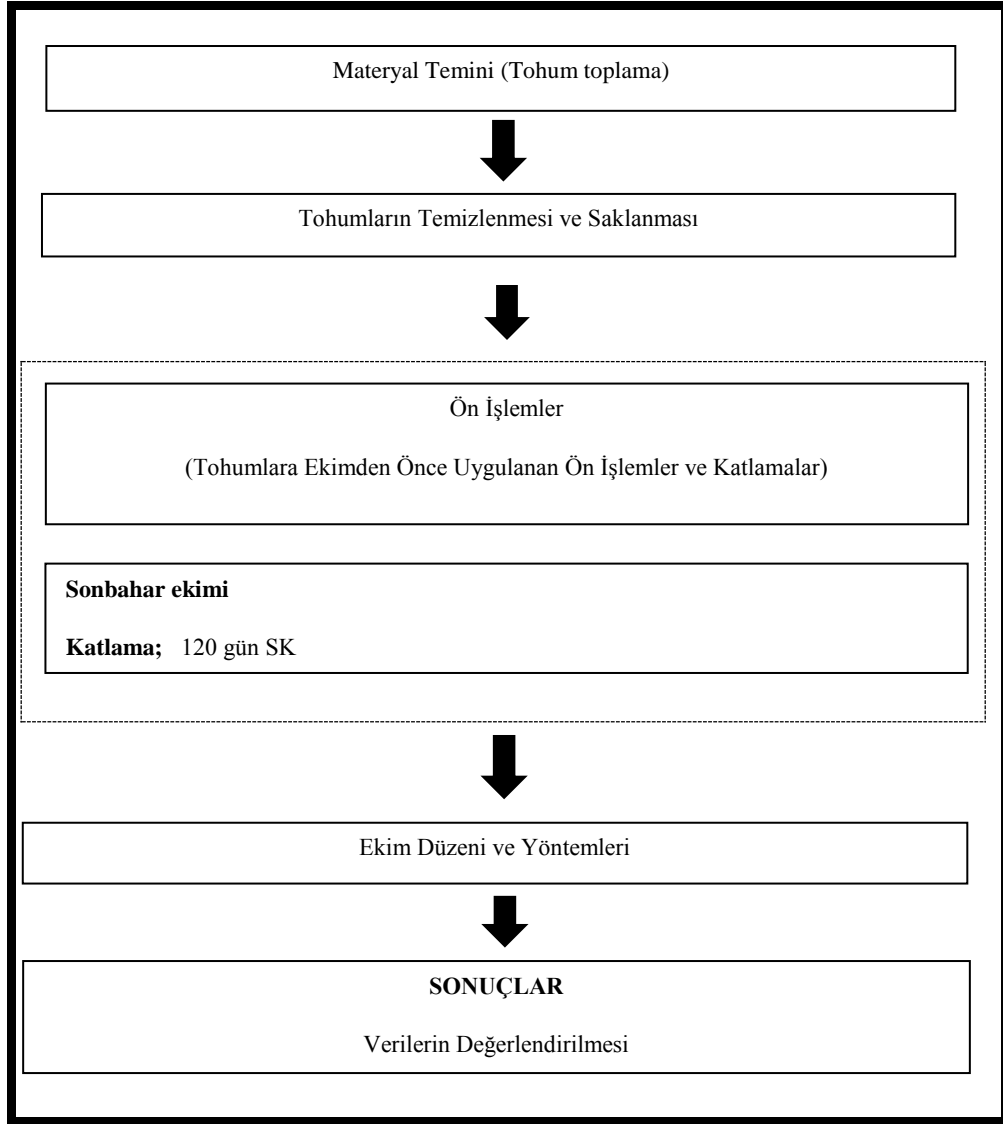 Materyal Temini (Tohum toplama)
Tohumların Temizlenmesi ve Saklanması
Ön İşlemler
(Tohumlara Ekimden Önce Uygulanan Ön İşlemler ve Katlamalar)
Sonbahar ekimi
Katlama; 120 gün SK
Ekim Düzeni ve Yöntemleri
SONUÇLAR
Verilerin Değerlendirilmesi